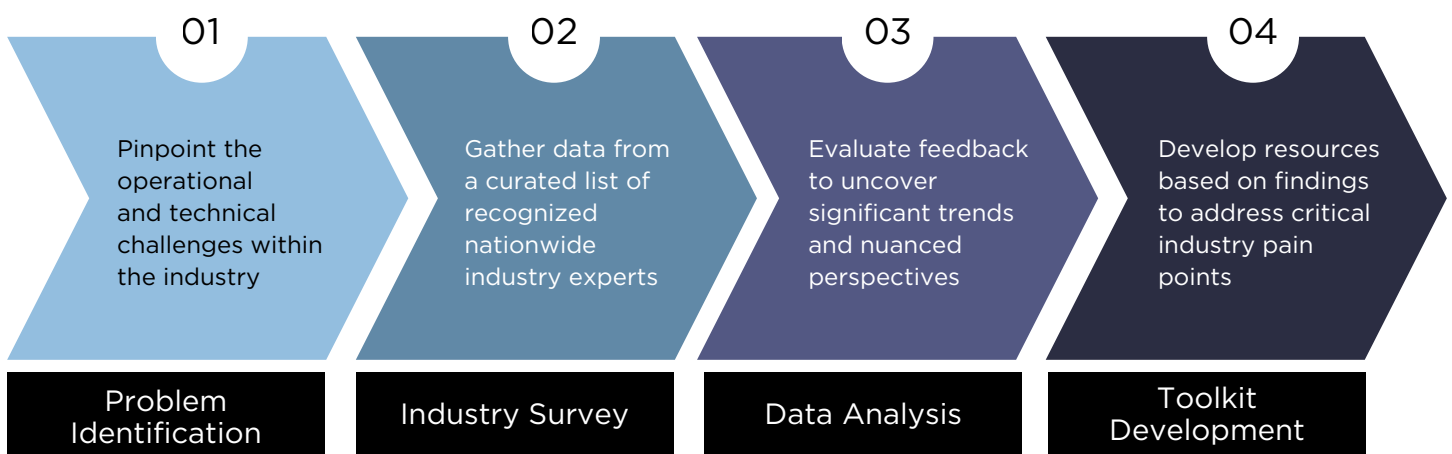 01
Pinpoint the
operational
and technical
challenges within
the industry
Problem
Identification
02
Gather data from
a curated list of
recognized
nationwide
industry experts
Industry Survey
03
Evaluate feedback
to uncover
significant trends
and nuanced
perspectives
Data Analysis
04
Develop resources
based on findings
to address critical
industry pain
points
Toolkit
Development